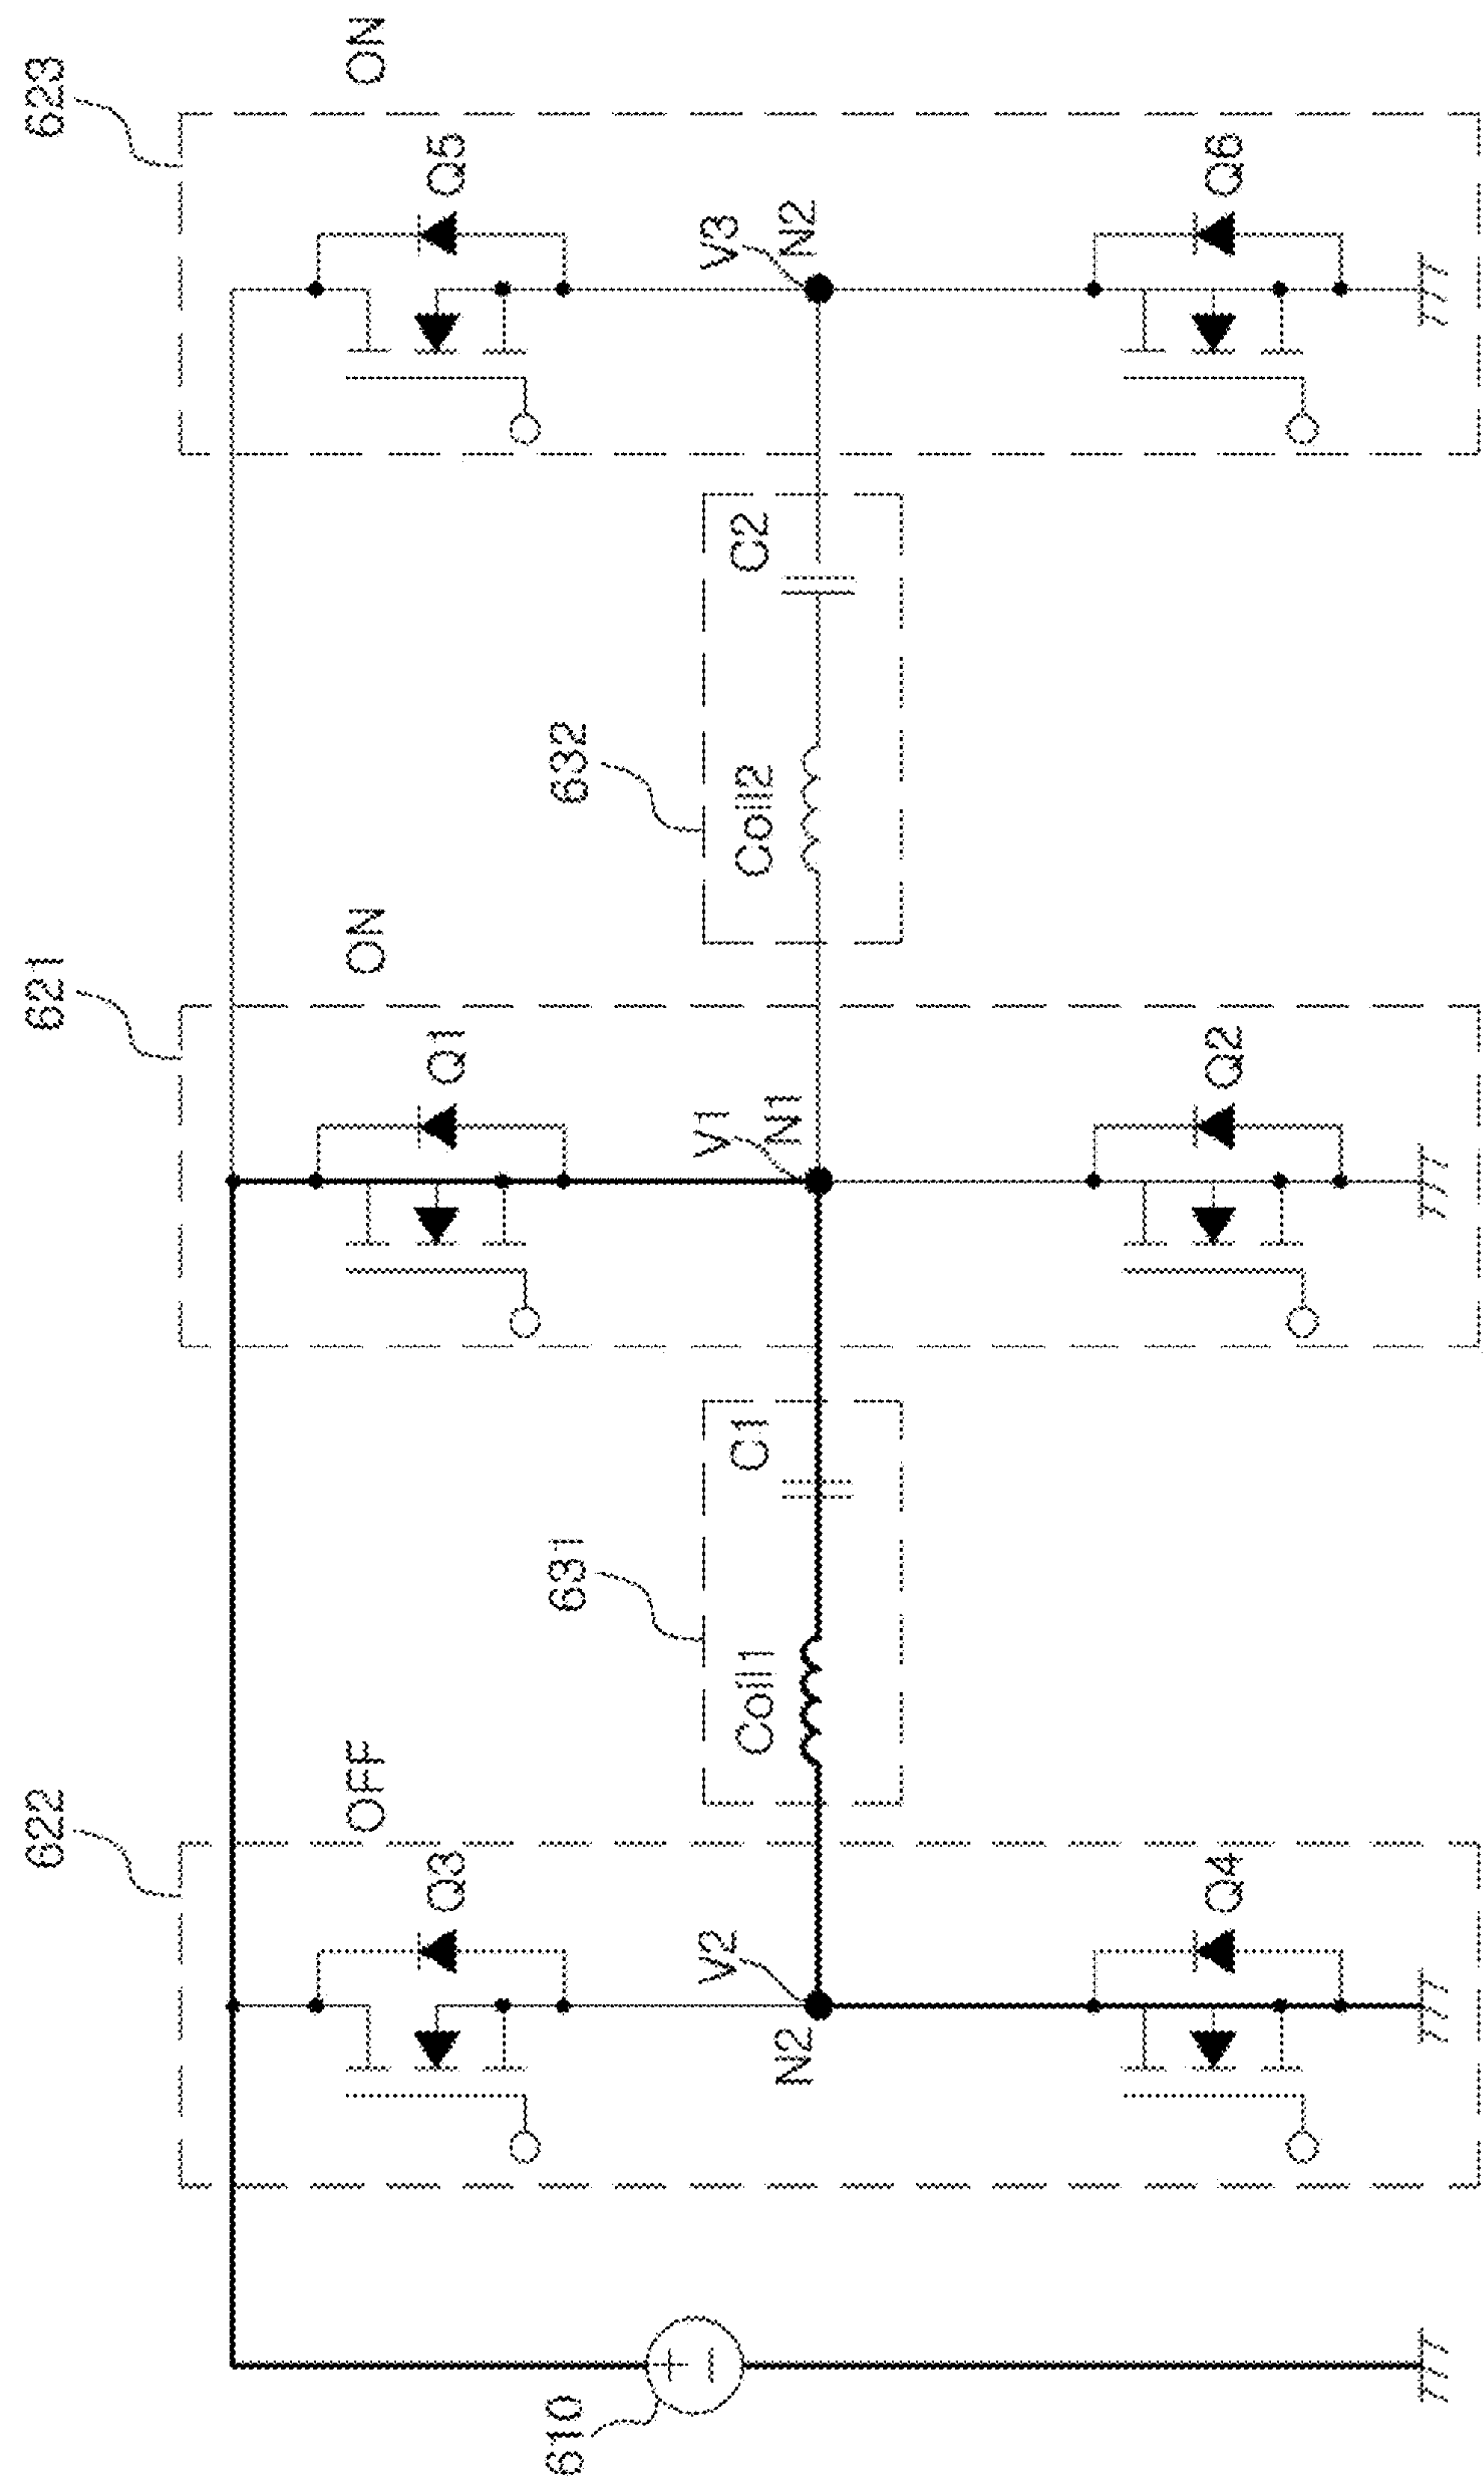 622
621
623
OFF
ON
ON
Q3
Q1
Q5
610
631
632
+
−
V2
V1
V3
Coil1
C1
Coil2
C2
N2
N1
N2
Q4
Q2
Q6